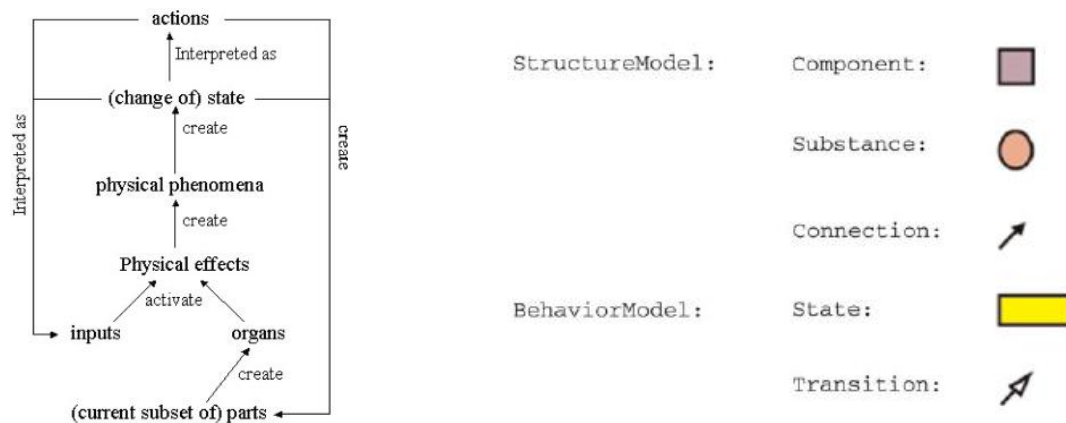 actions
Interpreted as
(change of) state
create
physical phenomena
create
Physical effects
activate
inputs
organs
create
(current subset of) parts
Interpreted as
create
StructureModel:
Component:
Substance:
Connection:
BehaviorModel:
State:
Transition: